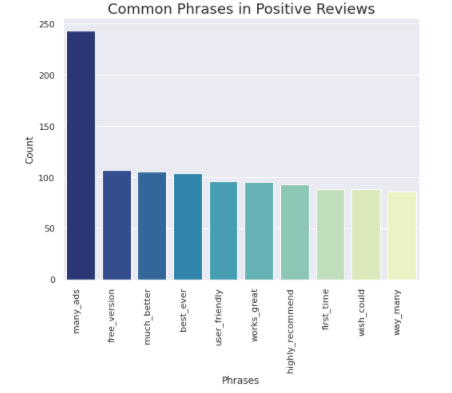 Common Phrases in Positive Reviews
250
200
150
100
50
0
Count
many_ads
free_version
much_better
best_ever
user_friendly
works_great
highly_recommend
first_time
wish_could
way_many
Phrases